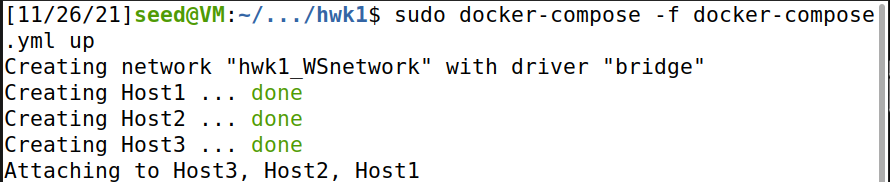 [11/26/21]seed@VM:~/.../hwk1$ sudo docker-compose -f docker-compose
.yml up
Creating network "hwk1_WSnetwork" with driver "bridge"
Creating Host1 ... done
Creating Host2 ... done
Creating Host3 ... done
Attaching to Host3, Host2, Host1